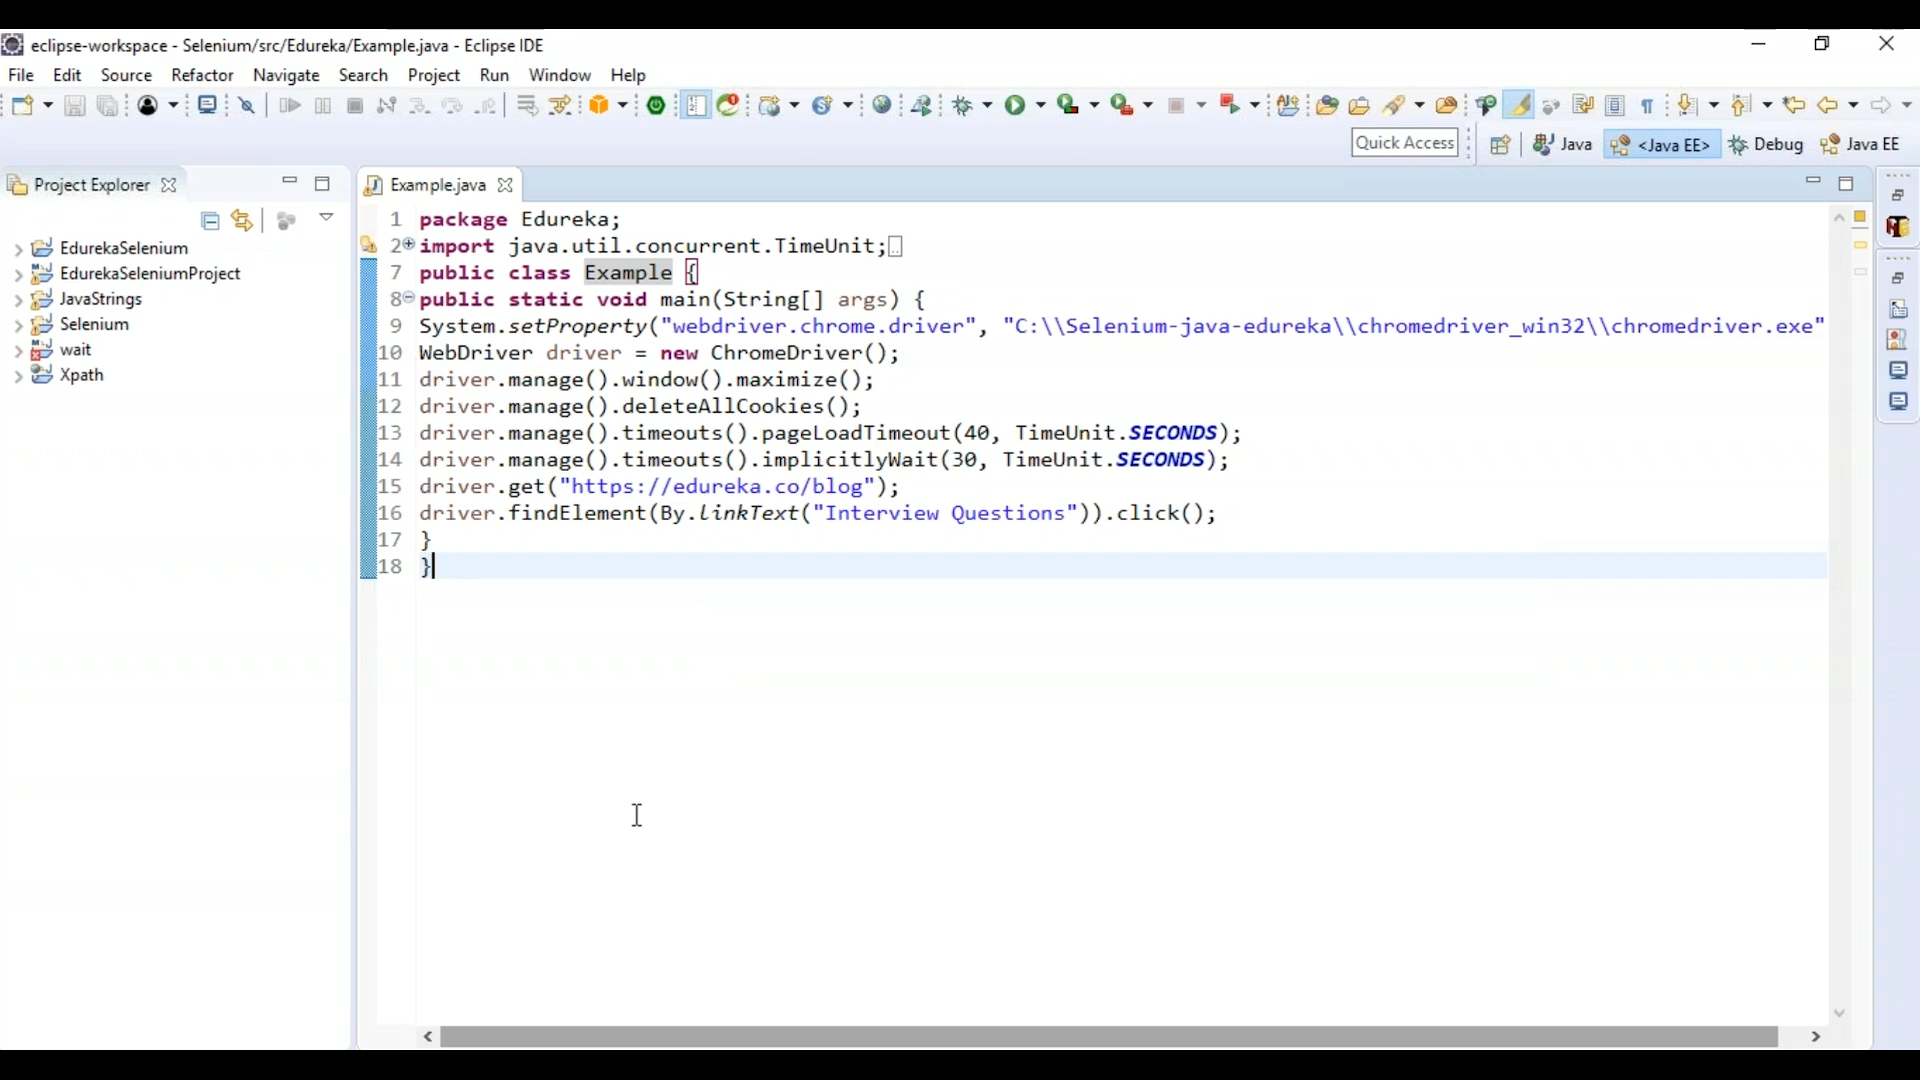 eclipse-workspace - Selenium/src/Edureka/Example.java - Eclipse IDE
File Edit Source Refactor Navigate Search Project Run Window Help
Quick Access Java <Java EE> Debug Java EE
Project Explorer
EdurekaSelenium
EdurekaSeleniumProject
JavaStrings
Selenium
wait
Xpath
Example.java
1 package Edureka;
2 import java.util.concurrent.TimeUnit;
7 public class Example {
8 public static void main(String[] args) {
9 System.setProperty("webdriver.chrome.driver", "C:\\Selenium-java-edureka\\chromedriver_win32\\chromedriver.exe"
10 WebDriver driver = new ChromeDriver();
11 driver.manage().window().maximize();
12 driver.manage().deleteAllCookies();
13 driver.manage().timeouts().pageLoadTimeout(40, TimeUnit.SECONDS);
14 driver.manage().timeouts().implicitlyWait(30, TimeUnit.SECONDS);
15 driver.get("https://edureka.co/blog");
16 driver.findElement(By.linkText("Interview Questions")).click();
17 }
18 }